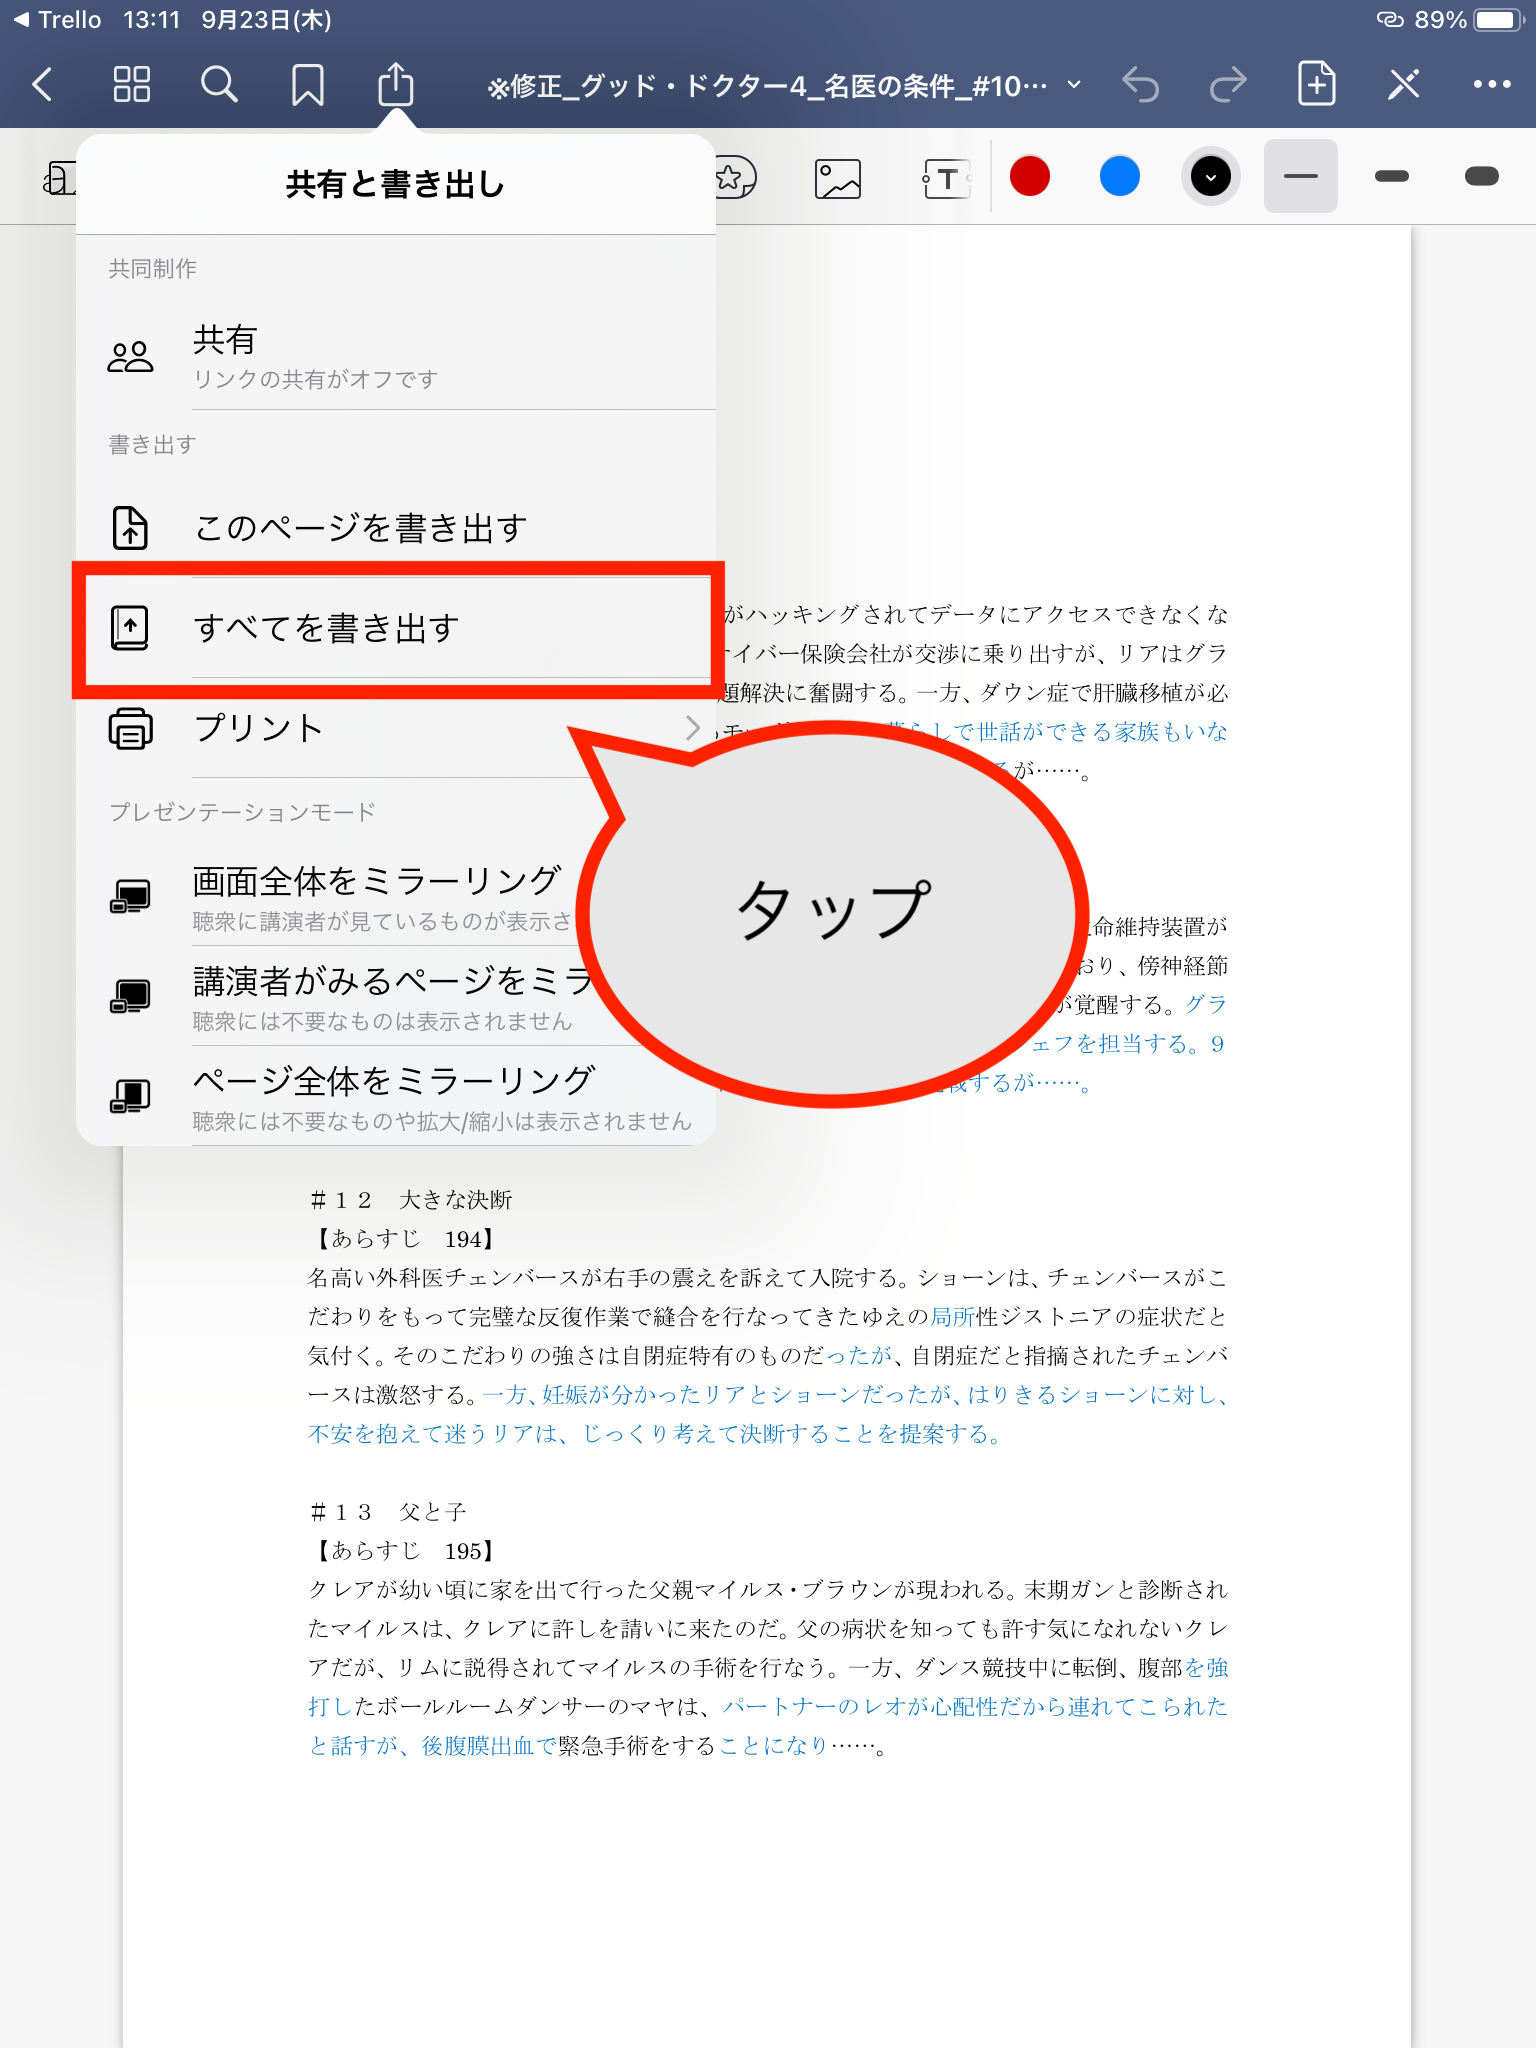 Trello 13:11 9月23日(木) 89%
※修正_グッド・ドクター4_名医の条件_#10…
共有と書き出し
T
共同制作
共有
リンクの共有がオフです
書き出す
このページを書き出す
すべてを書き出す
プリント
プレゼンテーションモード
画面全体をミラーリング
聴衆に講演者が見ているものが表示さ
講演者がみるページをミラ
聴衆には不要なものは表示されません
ページ全体をミラーリング
聴衆には不要なものや拡大/縮小は表示されません
タップ
がハッキングされてデータにアクセスできなくな
イバー保険会社が交渉に乗り出すが、リアはグラ
題解決に奮闘する。一方、ダウン症で肝臓移植が必
らしで世話ができる家族もいな
が……。
命維持装置が
おり、傍神経節
が覚醒する。グラ
ェフを担当する。９
するが……。
＃１２　大きな決断
【あらすじ　194】
名高い外科医チェンバースが右手の震えを訴えて入院する。ショーンは、チェンバースがこ
だわりをもって完璧な反復作業で縫合を行なってきたゆえの局所性ジストニアの症状だと
気付く。そのこだわりの強さは自閉症特有のものだったが、自閉症だと指摘されたチェンバ
ースは激怒する。一方、妊娠が分かったリアとショーンだったが、はりきるショーンに対し、
不安を抱えて迷うリアは、じっくり考えて決断することを提案する。
＃１３　父と子
【あらすじ　195】
クレアが幼い頃に家を出て行った父親マイルス・ブラウンが現われる。末期ガンと診断され
たマイルスは、クレアに許しを請いに来たのだ。父の病状を知っても許す気になれないクレ
アだが、リムに説得されてマイルスの手術を行なう。一方、ダンス競技中に転倒、腹部を強
打したボールルームダンサーのマヤは、パートナーのレオが心配性だから連れてこられた
と話すが、後腹膜出血で緊急手術をすることになり……。